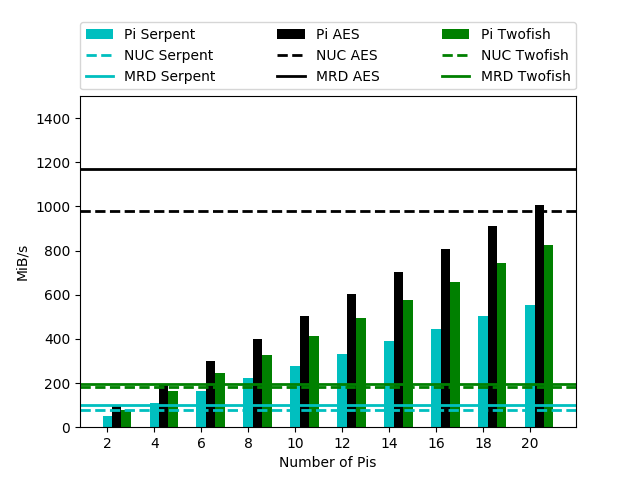 Pi Serpent Pi AES Pi Twofish
NUC Serpent NUC AES NUC Twofish
MRD Serpent MRD AES MRD Twofish
1400
1200
1000
800
600
400
200
0
MiB/s
2 4 6 8 10 12 14 16 18 20
Number of Pis